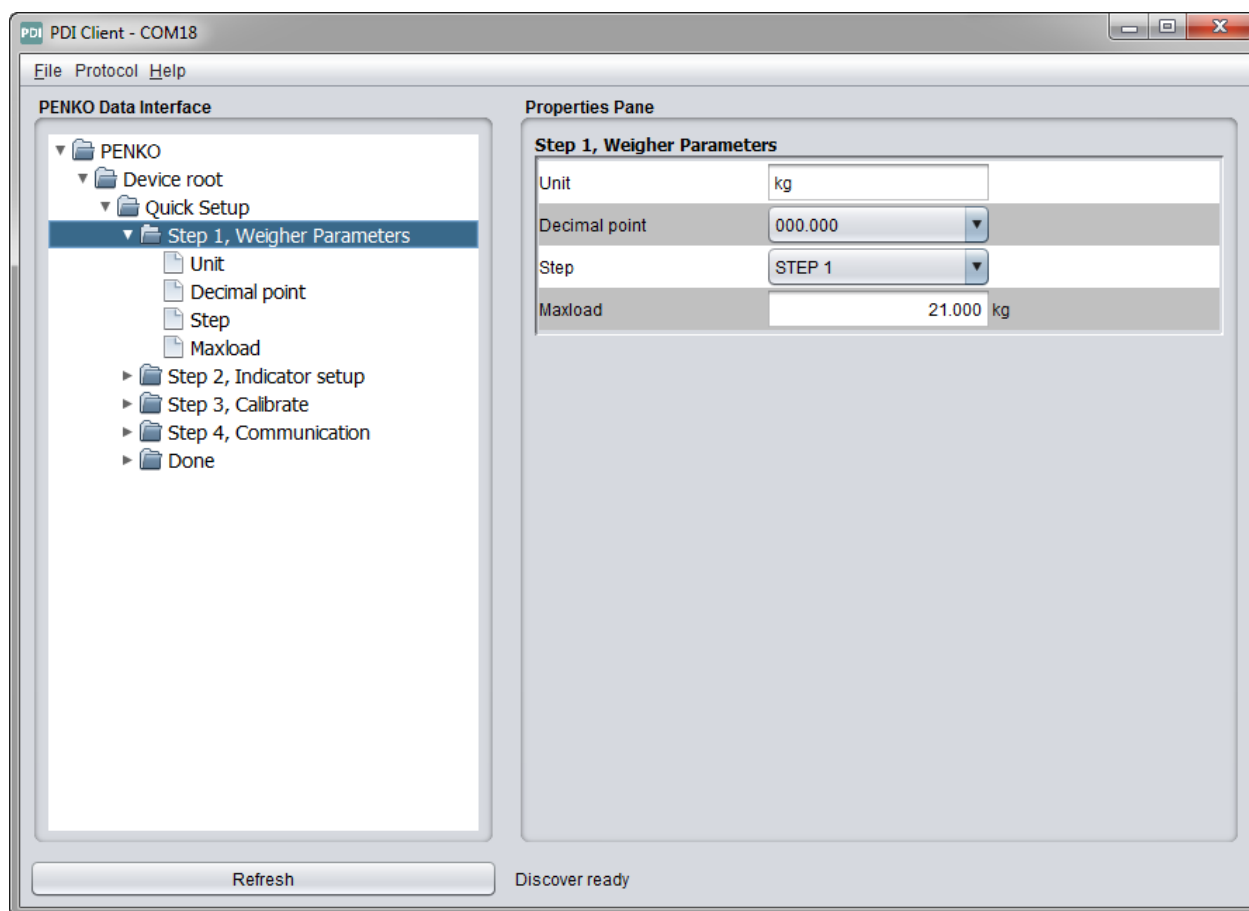 PDI PDI Client - COM18
File Protocol Help
PENKO Data Interface
PENKO
Device root
Quick Setup
Step 1, Weigher Parameters
Unit
Decimal point
Step
Maxload
Step 2, Indicator setup
Step 3, Calibrate
Step 4, Communication
Done
Refresh
Properties Pane
Step 1, Weigher Parameters
Unit kg
Decimal point 000.000
Step STEP 1
Maxload 21.000 kg
Discover ready